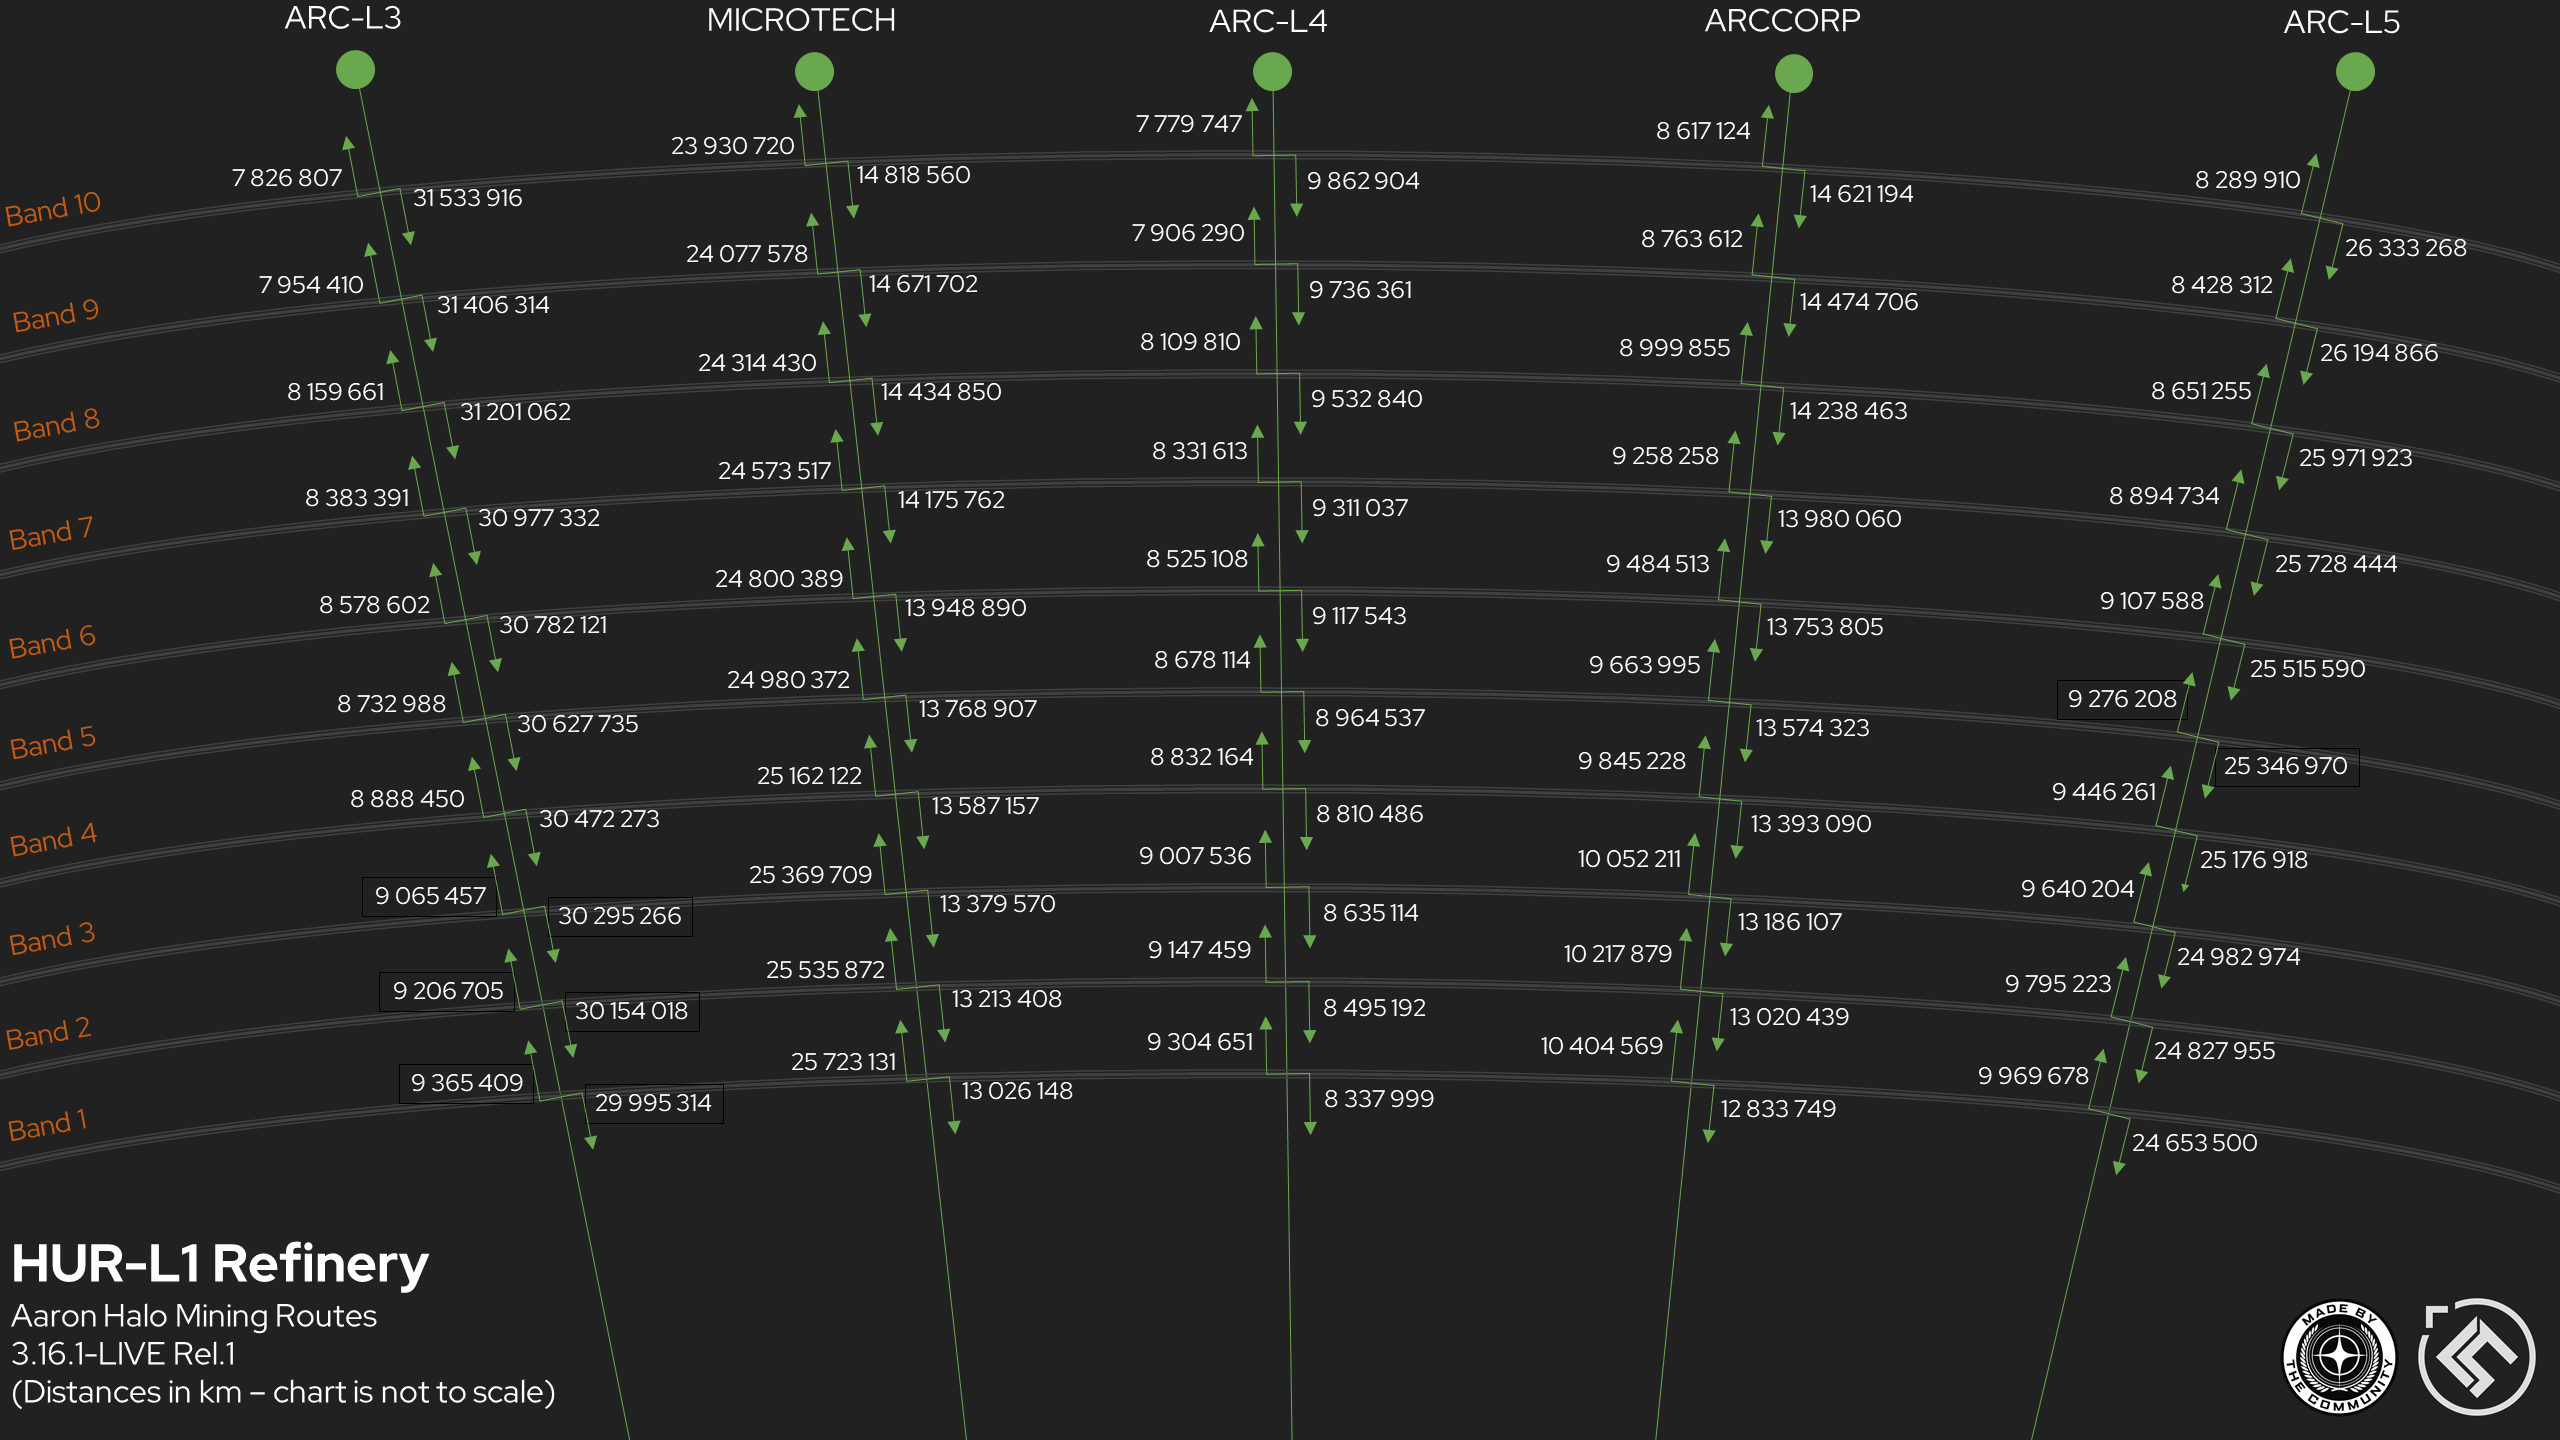 ARC-L3 MICROTECH ARC-L4 ARCCORP ARC-L5
Band 10
7 826 807 31 533 916 23 930 720 14 818 560 7 779 747 9 862 904 8 617 124 14 621 194 8 289 910 26 333 268
Band 9
7 954 410 31 406 314 24 077 578 14 671 702 7 906 290 9 736 361 8 763 612 14 474 706 8 428 312 26 194 866
Band 8
8 159 661 31 201 062 24 314 430 14 434 850 8 109 810 9 532 840 8 999 855 14 238 463 8 651 255 25 971 923
Band 7
8 383 391 30 977 332 24 573 517 14 175 762 8 331 613 9 311 037 9 258 258 13 980 060 8 894 734 25 728 444
Band 6
8 578 602 30 782 121 24 800 389 13 948 890 8 525 108 9 117 543 9 484 513 13 753 805 9 107 588 25 515 590
Band 5
8 732 988 30 627 735 24 980 372 13 768 907 8 678 114 8 964 537 9 663 995 13 574 323 9 276 208 25 346 970
Band 4
8 888 450 30 472 273 25 162 122 13 587 157 8 832 164 8 810 486 9 845 228 13 393 090 9 446 261 25 176 918
Band 3
9 065 457 30 295 266 25 369 709 13 379 570 9 007 536 8 635 114 10 052 211 13 186 107 9 640 204 24 982 974
Band 2
9 206 705 30 154 018 25 535 872 13 213 408 9 147 459 8 495 192 10 217 879 13 020 439 9 795 223 24 827 955
Band 1
9 365 409 29 995 314 25 723 131 13 026 148 9 304 651 8 337 999 10 404 569 12 833 749 9 969 678 24 653 500
HUR-L1 Refinery
Aaron Halo Mining Routes
3.16.1-LIVE Rel.1
(Distances in km – chart is not to scale)
MADE BY
THE COMMUNITY